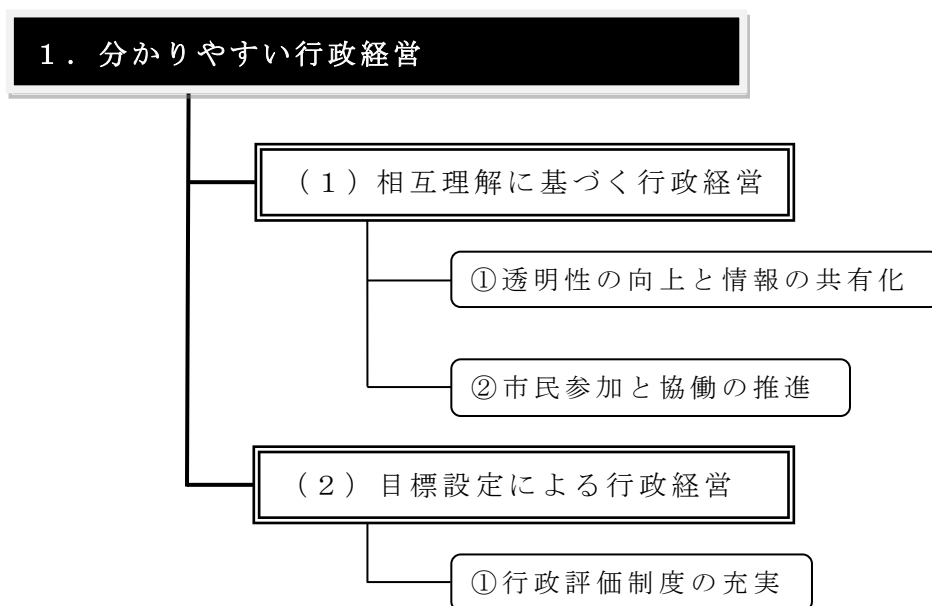 １．分かりやすい行政経営
（１）相互理解に基づく行政経営
①透明性の向上と情報の共有化
②市民参加と協働の推進
（２）目標設定による行政経営
①行政評価制度の充実